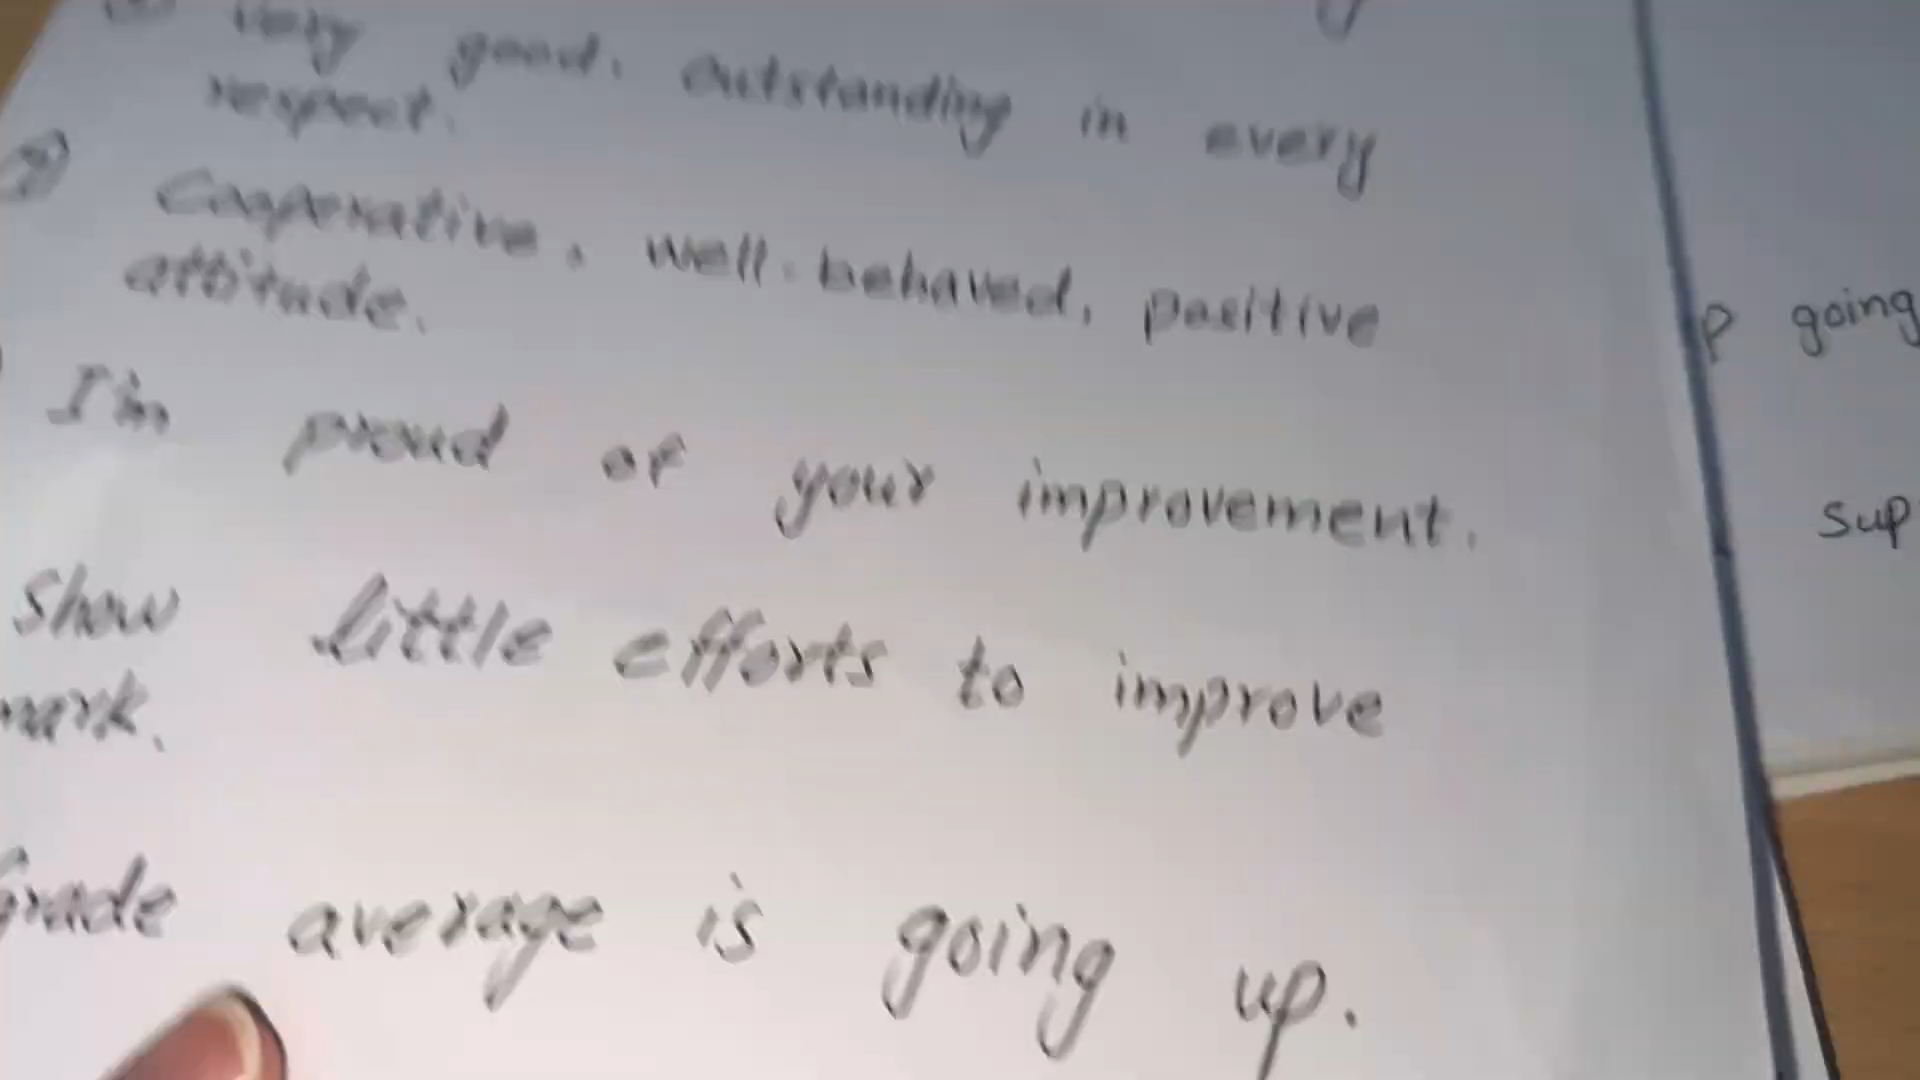 very good, outstanding in every
respect.
Cooperative, well-behaved, positive
attitude.
I'm proud of your improvement.
show little efforts to improve
mark.
Grade average is going up.
P going
sup